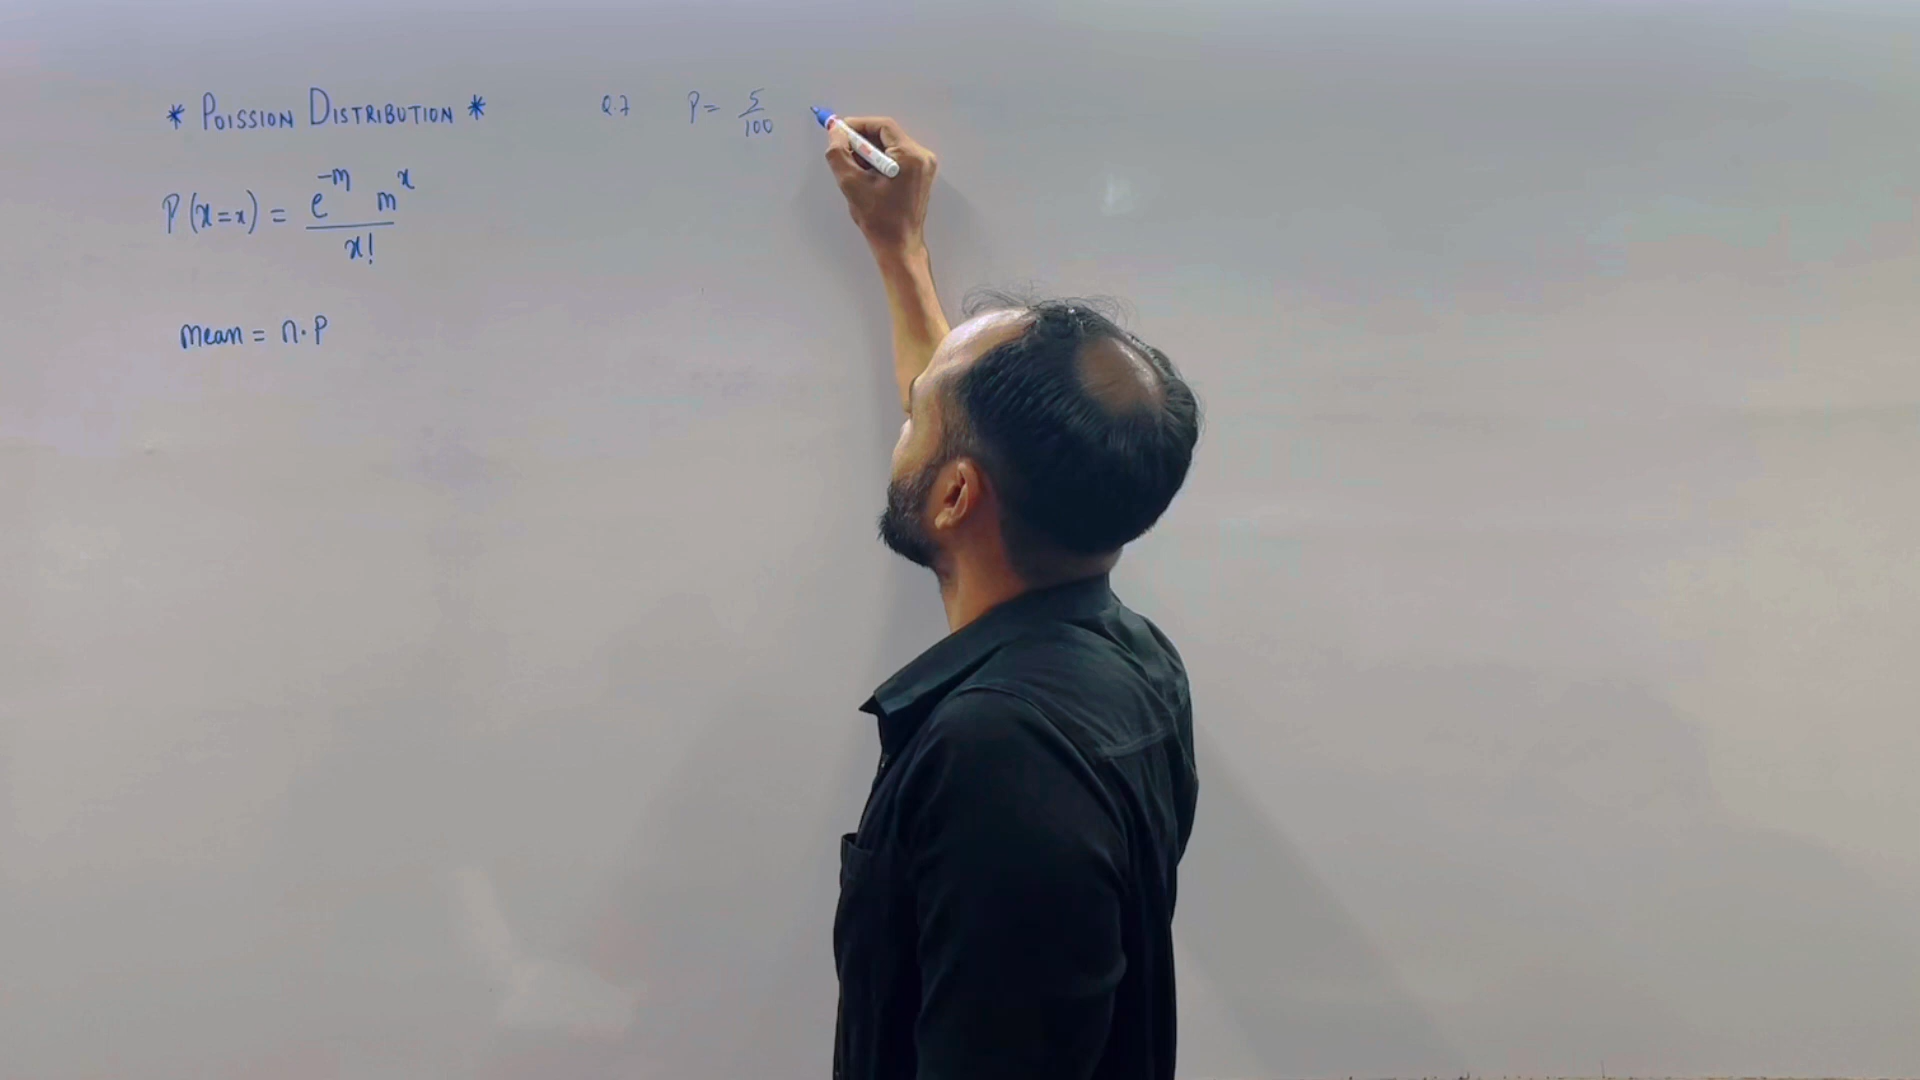 * POISSION DISTRIBUTION *
P(x=x) = e^-m m^x / x!
mean = n·P
Q.7 P= 5/100